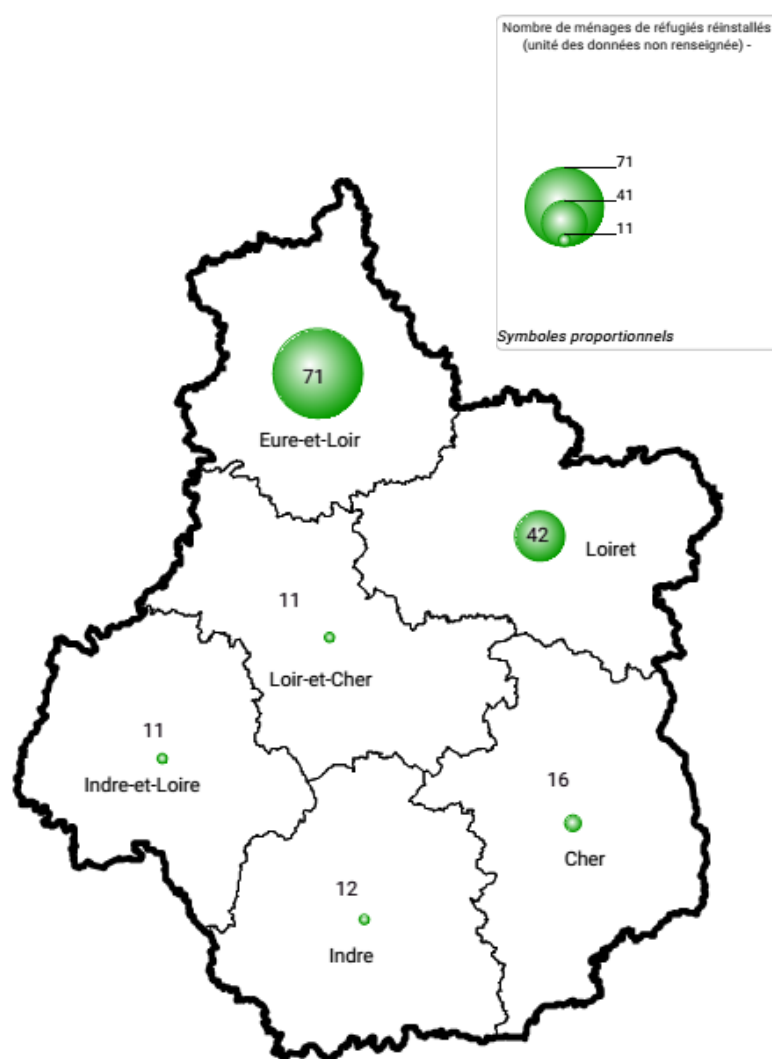 Nombre de ménages de réfugiés réinstallés
(unité des données non renseignée) -
71
41
11
Symboles proportionnels
71
Eure-et-Loir
42
Loiret
11
Loir-et-Cher
11
Indre-et-Loire
16
Cher
12
Indre